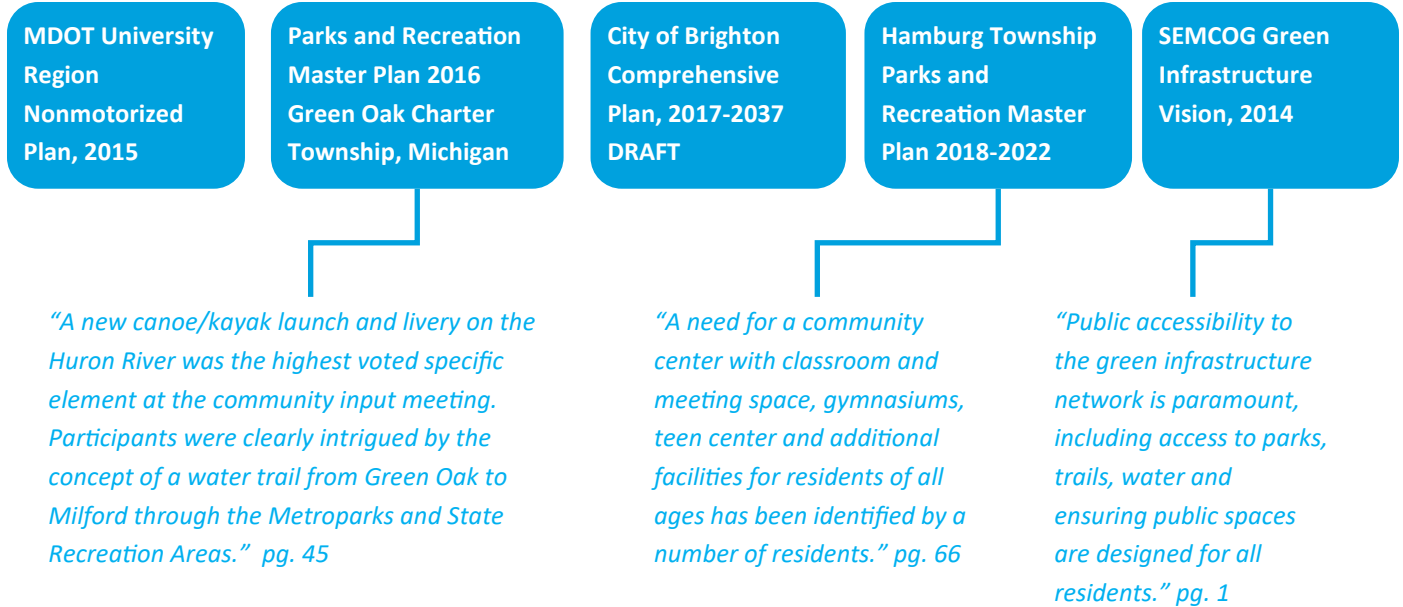 MDOT University
Region
Nonmotorized
Plan, 2015
Parks and Recreation
Master Plan 2016
Green Oak Charter
Township, Michigan
City of Brighton
Comprehensive
Plan, 2017-2037
DRAFT
Hamburg Township
Parks and
Recreation Master
Plan 2018-2022
SEMCOG Green
Infrastructure
Vision, 2014
“A new canoe/kayak launch and livery on the
Huron River was the highest voted specific
element at the community input meeting.
Participants were clearly intrigued by the
concept of a water trail from Green Oak to
Milford through the Metroparks and State
Recreation Areas.” pg. 45
“A need for a community
center with classroom and
meeting space, gymnasiums,
teen center and additional
facilities for residents of all
ages has been identified by a
number of residents.” pg. 66
“Public accessibility to
the green infrastructure
network is paramount,
including access to parks,
trails, water and
ensuring public spaces
are designed for all
residents.” pg. 1